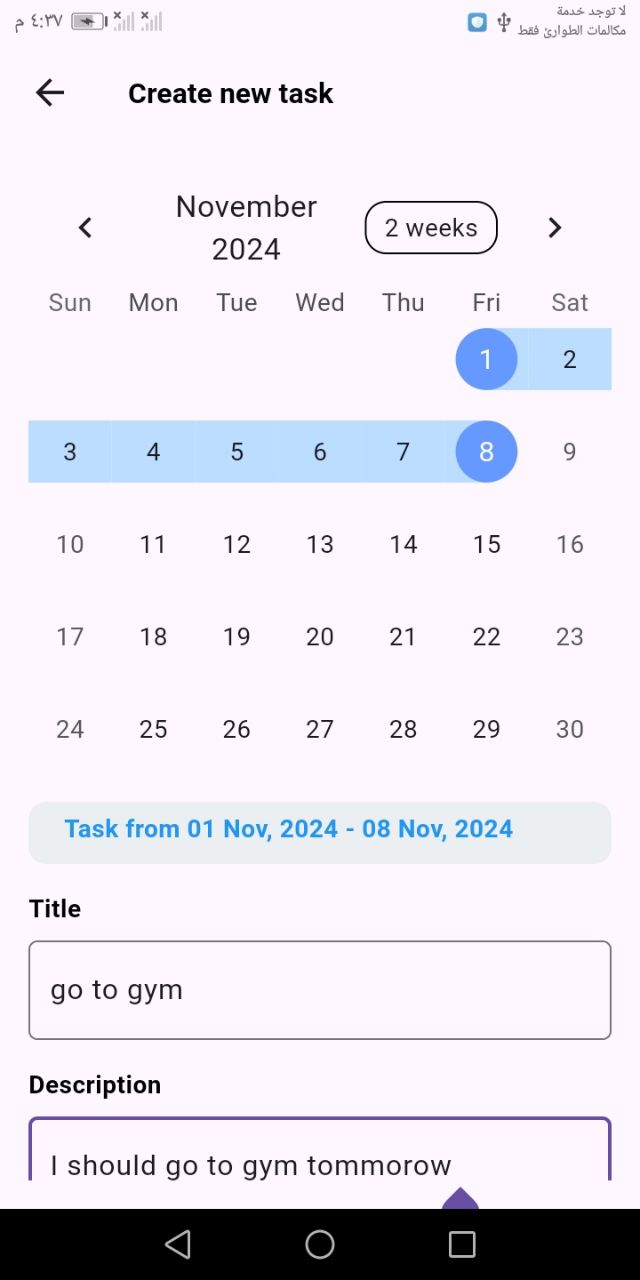 ٤:٣٧ م
لا توجد خدمة
مكالمات الطوارئ فقط
Create new task
November
2024
2 weeks
Sun Mon Tue Wed Thu Fri Sat
1 2
3 4 5 6 7 8 9
10 11 12 13 14 15 16
17 18 19 20 21 22 23
24 25 26 27 28 29 30
Task from 01 Nov, 2024 - 08 Nov, 2024
Title
go to gym
Description
I should go to gym tommorow